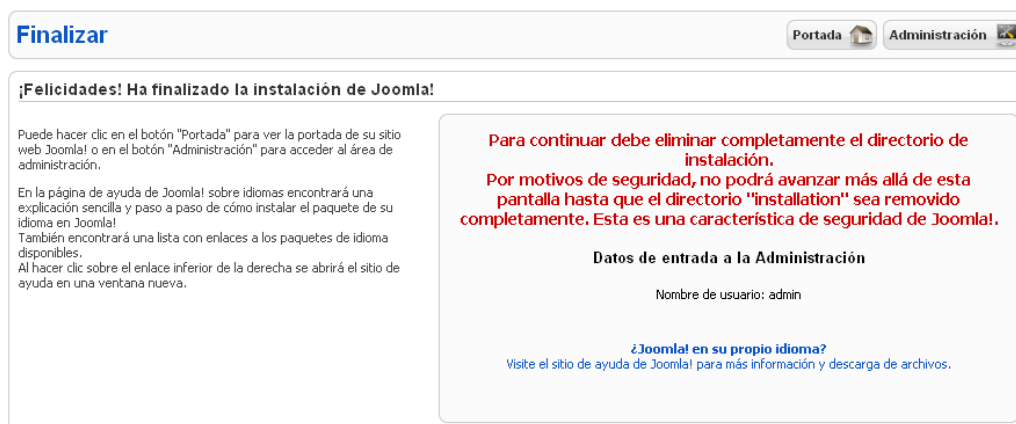 Finalizar
Portada
Administración
¡Felicidades! Ha finalizado la instalación de Joomla!
Puede hacer clic en el botón "Portada" para ver la portada de su sitio
web Joomla! o en el botón "Administración" para acceder al área de
administración.
En la página de ayuda de Joomla! sobre idiomas encontrará una
explicación sencilla y paso a paso de cómo instalar el paquete de su
idioma en Joomla!
También encontrará una lista con enlaces a los paquetes de idioma
disponibles.
Al hacer clic sobre el enlace inferior de la derecha se abrirá el sitio de
ayuda en una ventana nueva.
Para continuar debe eliminar completamente el directorio de
instalación.
Por motivos de seguridad, no podrá avanzar más allá de esta
pantalla hasta que el directorio "installation" sea removido
completamente. Esta es una característica de seguridad de Joomla!.
Datos de entrada a la Administración
Nombre de usuario: admin
¿Joomla! en su propio idioma?
Visite el sitio de ayuda de Joomla! para más información y descarga de archivos.